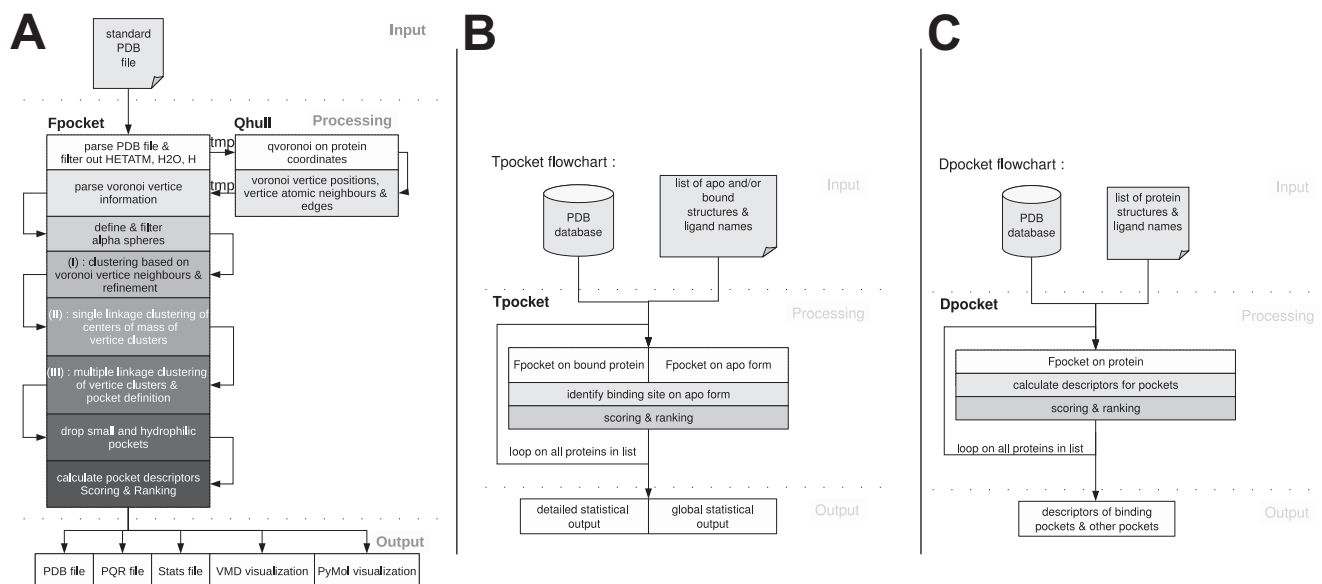 A
standard
PDB
file
Input
Fpocket
Qhull
Processing
parse PDB file &
filter out HETATM, H2O, H
tmp
qvoronoi on protein
coordinates
parse voronoi vertice
information
tmp
voronoi vertice positions,
vertice atomic neighbours &
edges
define & filter
alpha spheres
(I) : clustering based on
voronoi vertice neighbours &
refinement
(II) : single linkage clustering of
centers of mass of
vertice clusters
(III) : multiple linkage clustering
of vertice clusters &
pocket definition
drop small and hydrophilic
pockets
calculate pocket descriptors
Scoring & Ranking
Output
PDB file
PQR file
Stats file
VMD visualization
PyMol visualization
B
Tpocket flowchart :
Input
PDB
database
list of apo and/or
bound
structures &
ligand names
Tpocket
Processing
Fpocket on bound protein
Fpocket on apo form
identify binding site on apo form
scoring & ranking
loop on all proteins in list
detailed statistical
output
global statistical
output
Output
C
Dpocket flowchart :
Input
PDB
database
list of protein
structures &
ligand names
Dpocket
Processing
Fpocket on protein
calculate descriptors for pockets
scoring & ranking
loop on all proteins in list
descriptors of binding
pockets & other pockets
Output